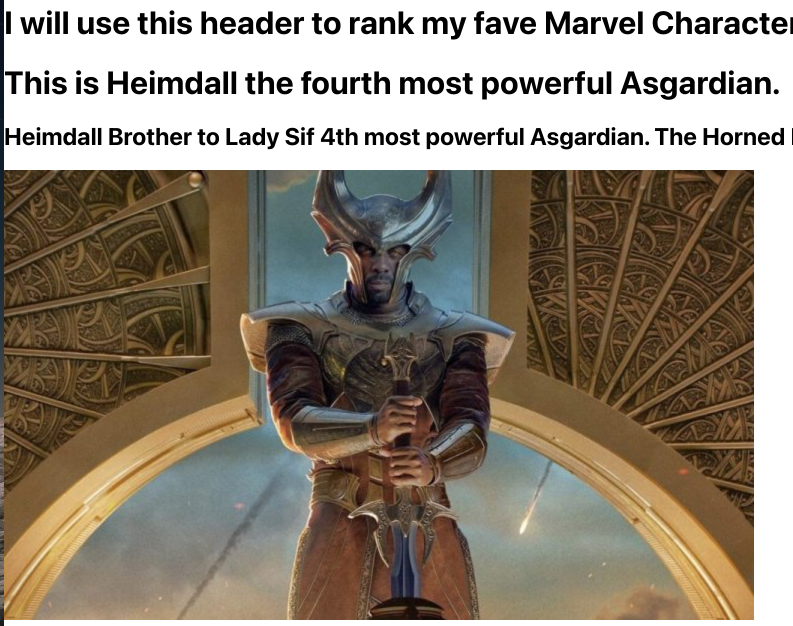 I will use this header to rank my fave Marvel Character
This is Heimdall the fourth most powerful Asgardian.
Heimdall Brother to Lady Sif 4th most powerful Asgardian. The Horned